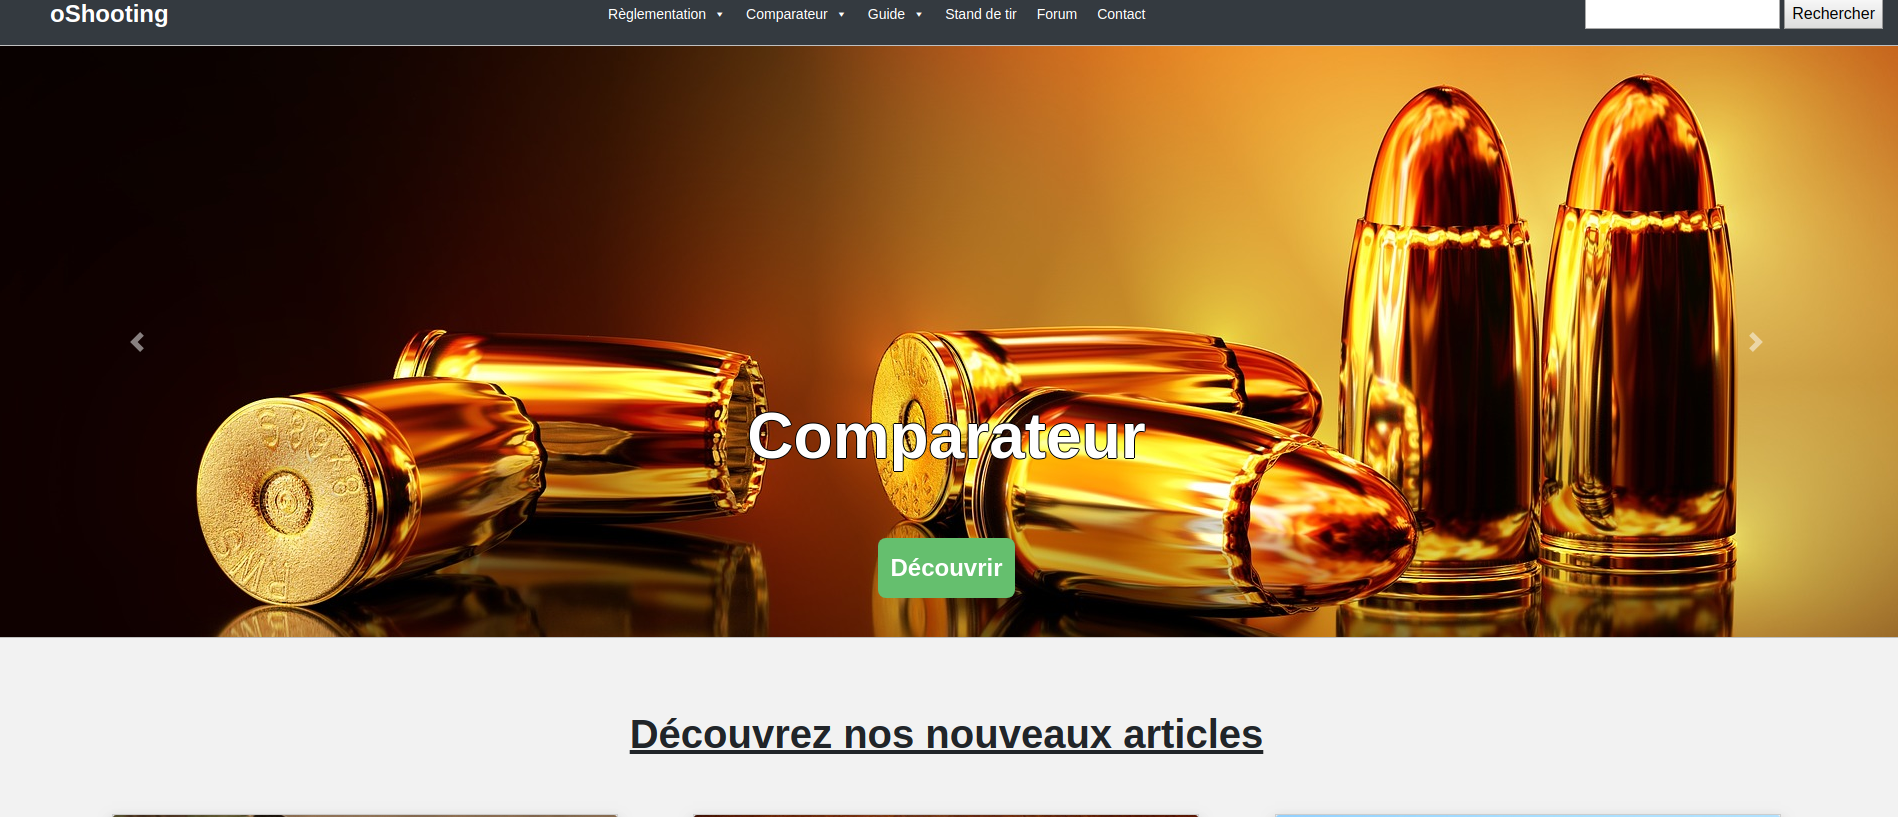 oShooting
Règlementation
Comparateur
Guide
Stand de tir
Forum
Contact
Rechercher
Comparateur
Découvrir
Découvrez nos nouveaux articles